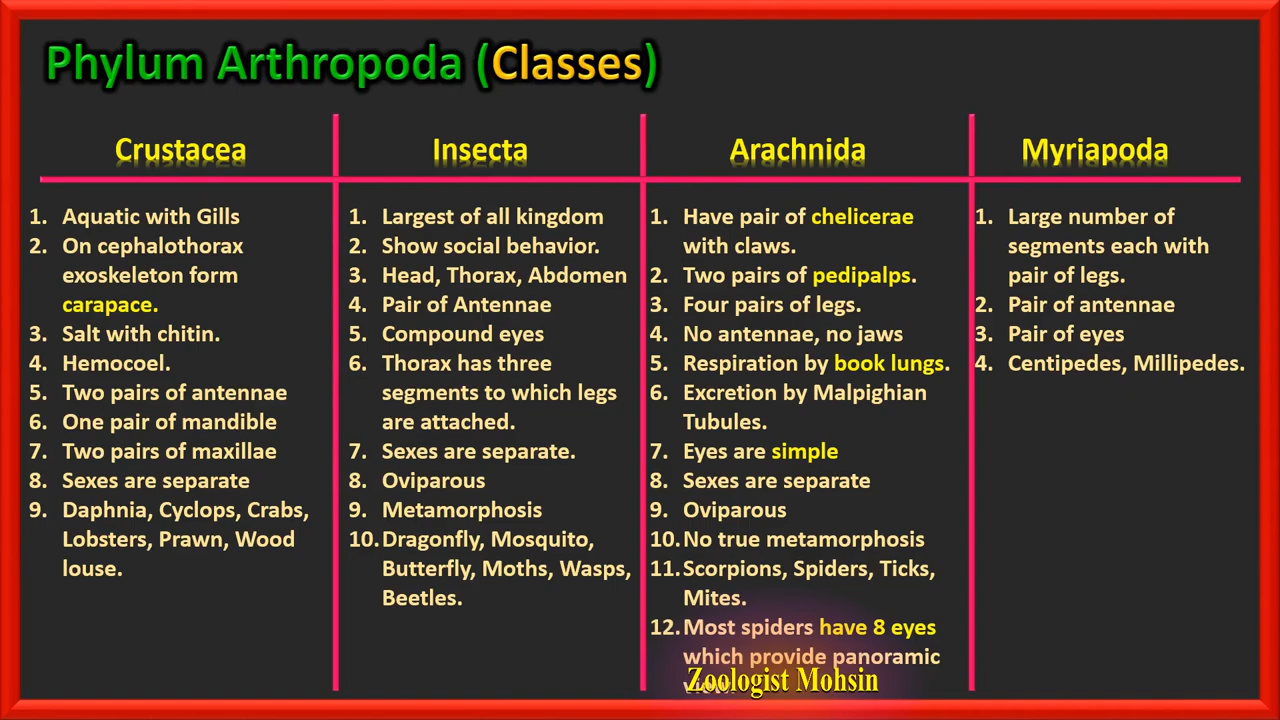 Phylum Arthropoda (Classes)
Crustacea
1. Aquatic with Gills
2. On cephalothorax
exoskeleton form
carapace.
3. Salt with chitin.
4. Hemocoel.
5. Two pairs of antennae
6. One pair of mandible
7. Two pairs of maxillae
8. Sexes are separate
9. Daphnia, Cyclops, Crabs,
Lobsters, Prawn, Wood
louse.
Insecta
1. Largest of all kingdom
2. Show social behavior.
3. Head, Thorax, Abdomen
4. Pair of Antennae
5. Compound eyes
6. Thorax has three
segments to which legs
are attached.
7. Sexes are separate.
8. Oviparous
9. Metamorphosis
10. Dragonfly, Mosquito,
Butterfly, Moths, Wasps,
Beetles.
Arachnida
1. Have pair of chelicerae
with claws.
2. Two pairs of pedipalps.
3. Four pairs of legs.
4. No antennae, no jaws
5. Respiration by book lungs.
6. Excretion by Malpighian
Tubules.
7. Eyes are simple
8. Sexes are separate
9. Oviparous
10. No true metamorphosis
11. Scorpions, Spiders, Ticks,
Mites.
12. Most spiders have 8 eyes
which provide panoramic
Zoologist Mohsin
Myriapoda
1. Large number of
segments each with
pair of legs.
2. Pair of antennae
3. Pair of eyes
4. Centipedes, Millipedes.